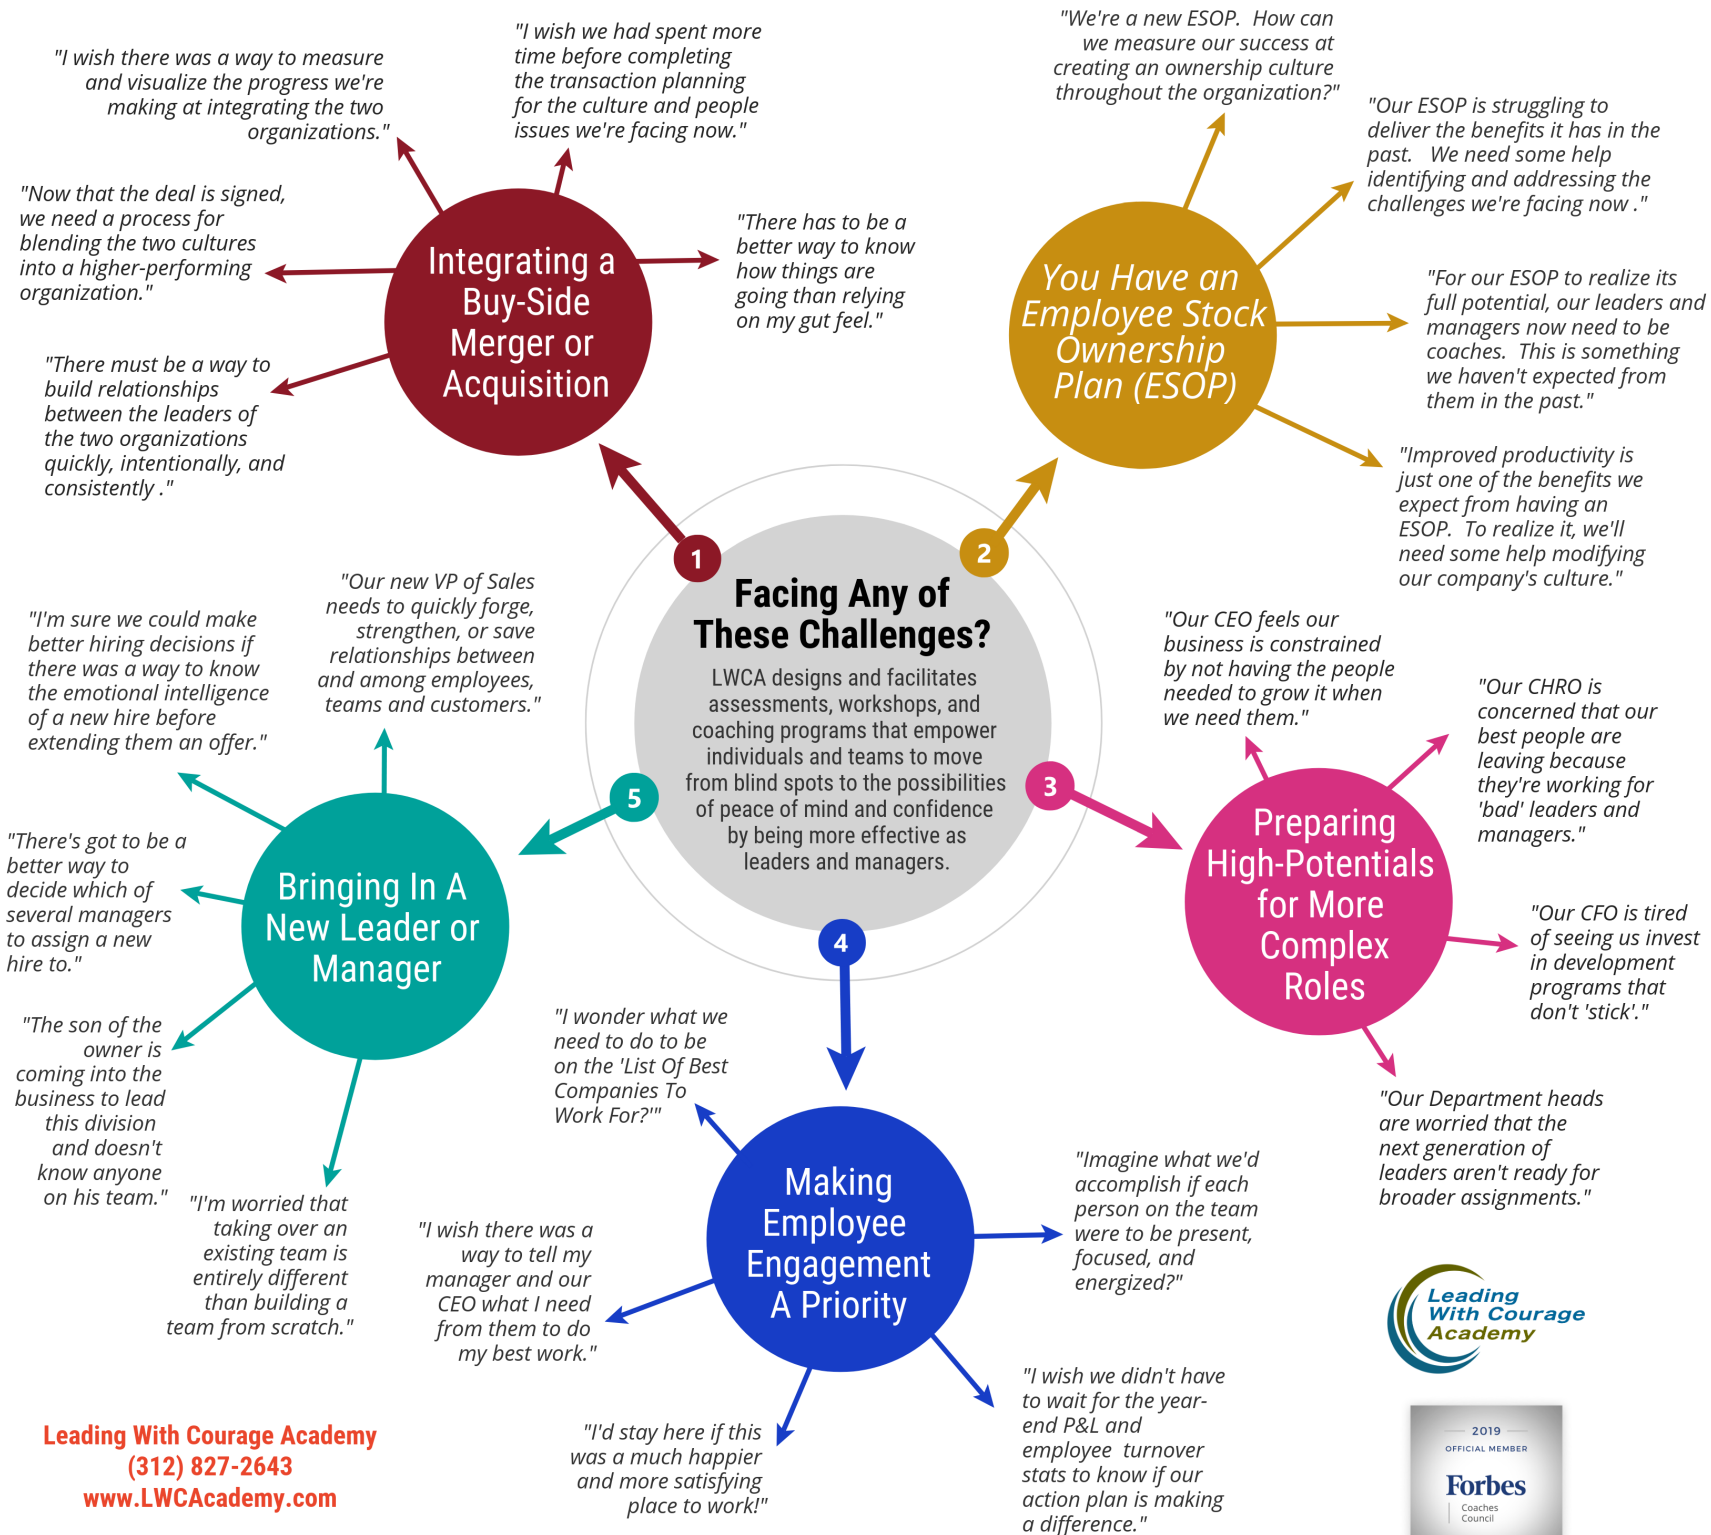 "I wish there was a way to measure
and visualize the progress we're
making at integrating the two
organizations."
"I wish we had spent more
time before completing
the transaction planning
for the culture and people
issues we're facing now."
"Now that the deal is signed,
we need a process for
blending the two cultures
into a higher-performing
organization."
"There has to be a
better way to know
how things are
going than relying
on my gut feel."
"There must be a way to
build relationships
between the leaders of
the two organizations
quickly, intentionally, and
consistently ."
Integrating a
Buy-Side
Merger or
Acquisition
"We're a new ESOP.  How can
we measure our success at
creating an ownership culture
throughout the organization?"
"Our ESOP is struggling to
deliver the benefits it has in the
past.   We need some help
identifying and addressing the
challenges we're facing now ."
"For our ESOP to realize its
full potential, our leaders and
managers now need to be
coaches.  This is something
we haven't expected from
them in the past."
"Improved productivity is
just one of the benefits we
expect from having an
ESOP.  To realize it, we'll
need some help modifying
our company's culture."
You Have an
Employee Stock
Ownership
Plan (ESOP)
1
2
3
4
5
Facing Any of
These Challenges?
LWCA designs and facilitates
assessments, workshops, and
coaching programs that empower
individuals and teams to move
from blind spots to the possibilities
of peace of mind and confidence
by being more effective as
leaders and managers.
"Our CEO feels our
business is constrained
by not having the people
needed to grow it when
we need them."
"Our CHRO is
concerned that our
best people are
leaving because
they're working for
'bad' leaders and
managers."
"Our CFO is tired
of seeing us invest
in development
programs that
don't 'stick'."
"Our Department heads
are worried that the
next generation of
leaders aren't ready for
broader assignments."
Preparing
High-Potentials
for More
Complex
Roles
"I'm sure we could make
better hiring decisions if
there was a way to know
the emotional intelligence
of a new hire before
extending them an offer."
"Our new VP of Sales
needs to quickly forge,
strengthen, or save
relationships between
and among employees,
teams and customers."
"There's got to be a
better way to
decide which of
several managers
to assign a new
hire to."
"The son of the
owner is
coming into the
business to lead
this division
and doesn't
know anyone
on his team."
"I'm worried that
taking over an
existing team is
entirely different
than building a
team from scratch."
Bringing In A
New Leader or
Manager
"I wonder what we
need to do to be
on the 'List Of Best
Companies To
Work For?'"
"I wish there was a
way to tell my
manager and our
CEO what I need
from them to do
my best work."
"I'd stay here if this
was a much happier
and more satisfying
place to work!"
"Imagine what we'd
accomplish if each
person on the team
were to be present,
focused, and
energized?"
"I wish we didn't have
to wait for the year-
end P&L and
employee  turnover
stats to know if our
action plan is making
a difference."
Making
Employee
Engagement
A Priority
Leading With Courage Academy
(312) 827-2643
www.LWCAcademy.com
Leading
With Courage
Academy
2019
OFFICIAL MEMBER
Forbes
Coaches
Council